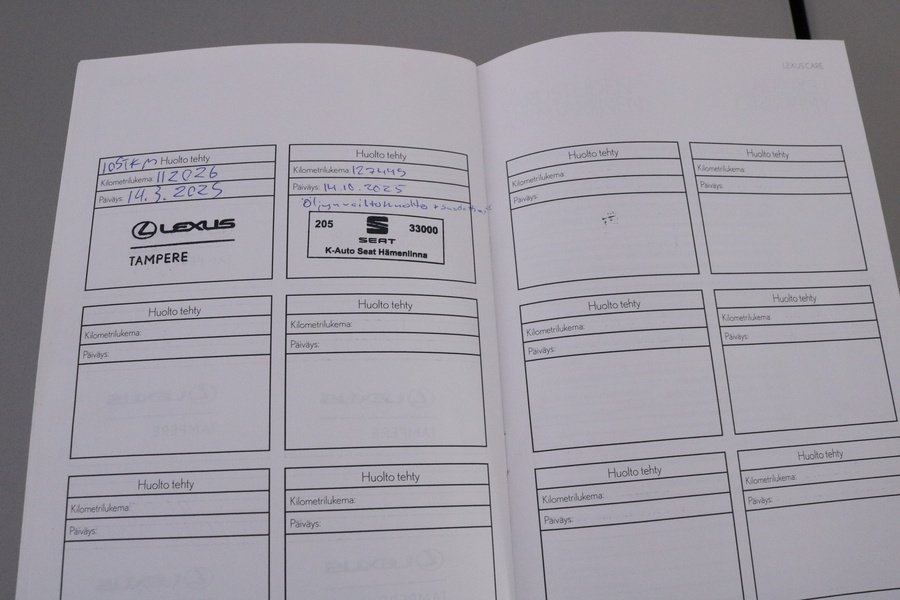 LEXUS CARE
105TKM Huolto tehty
Kilometrilukema: 112026
Päiväys: 14.3.2025
LEXUS
TAMPERE
Huolto tehty
Kilometrilukema: 127445
Päiväys: 14.10.2025
Öljynvaihtohuolto +
205 SEAT 33000
K-Auto Seat Hämenlinna
Huolto tehty
Kilometrilukema:
Päiväys:
Huolto tehty
Kilometrilukema:
Päiväys:
Huolto tehty
Kilometrilukema:
Päiväys:
Huolto tehty
Kilometrilukema:
Päiväys:
Huolto tehty
Kilometrilukema:
Päiväys:
Huolto tehty
Kilometrilukema:
Päiväys:
Huolto tehty
Kilometrilukema:
Päiväys:
Huolto tehty
Kilometrilukema:
Päiväys:
Huolto tehty
Kilometrilukema:
Päiväys:
Huolto tehty
Kilometrilukema:
Päiväys: